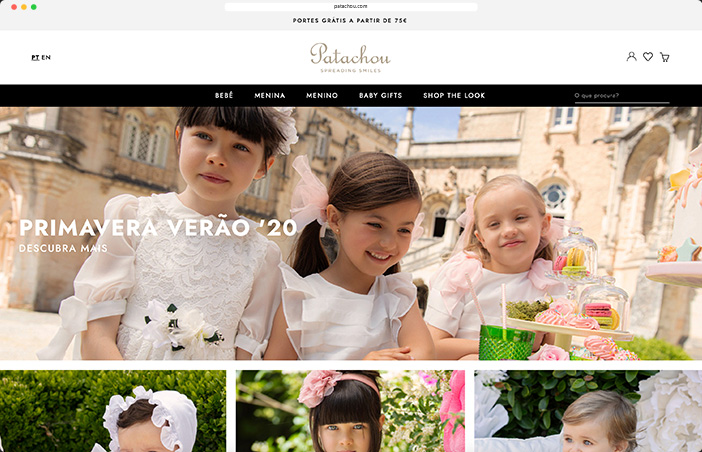 patachou.com
PORTES GRÁTIS A PARTIR DE 75€
PT EN
Patachou
SPREADING SMILES
BEBÊ MENINA MENINO BABY GIFTS SHOP THE LOOK
O que procura?
PRIMAVERA VERÃO '20
DESCUBRA MAIS